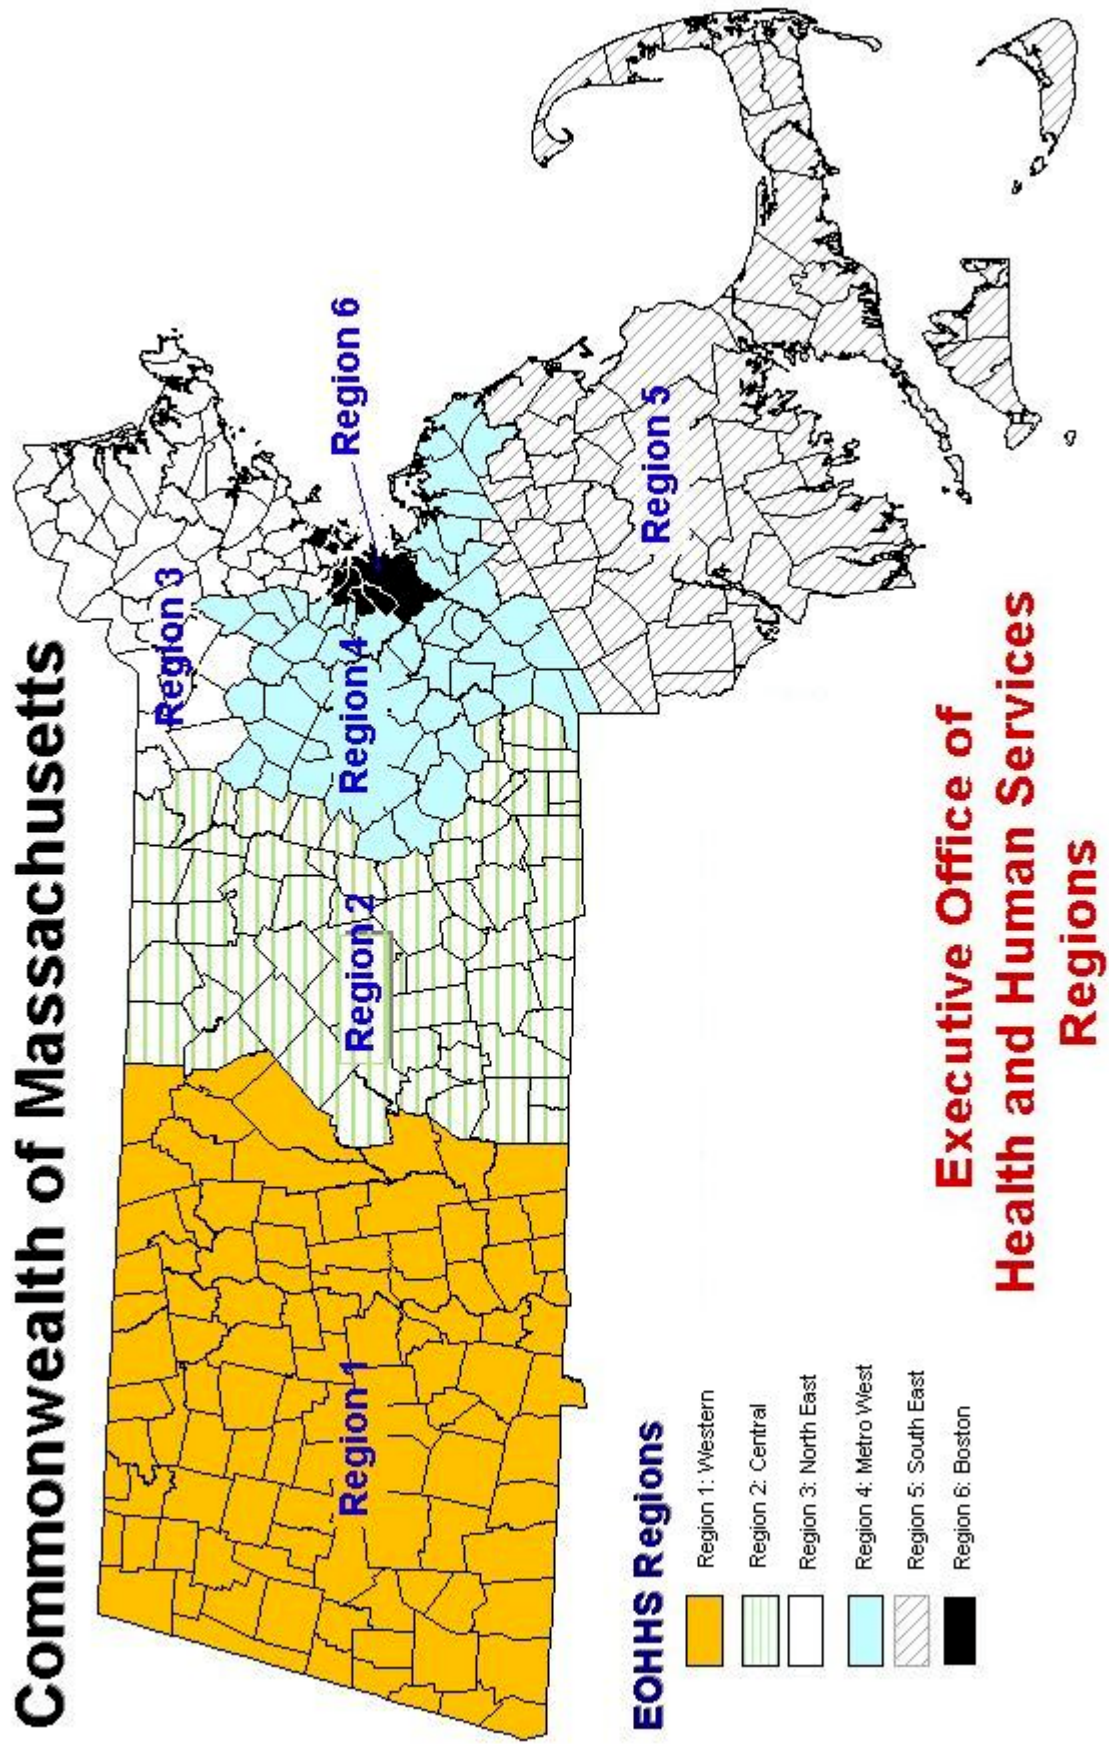 Commonwealth of Massachusetts
Region 3
Region 6
Region 4
Region 2
Region 1
Region 5
EOHHS Regions
Region 1: Western
Region 2: Central
Region 3: North East
Region 4: Metro West
Region 5: South East
Region 6: Boston
Executive Office of
Health and Human Services
Regions